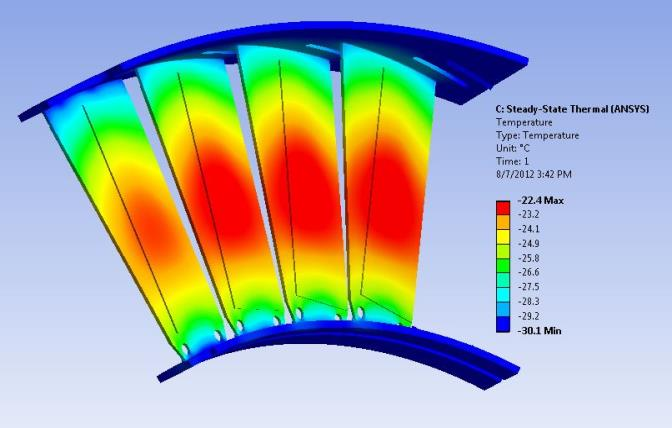 C: Steady-State Thermal (ANSYS)
Temperature
Type: Temperature
Unit: °C
Time: 1
8/7/2012 3:42 PM
-22.4 Max
-23.2
-24.1
-24.9
-25.8
-26.6
-27.5
-28.3
-29.2
-30.1 Min